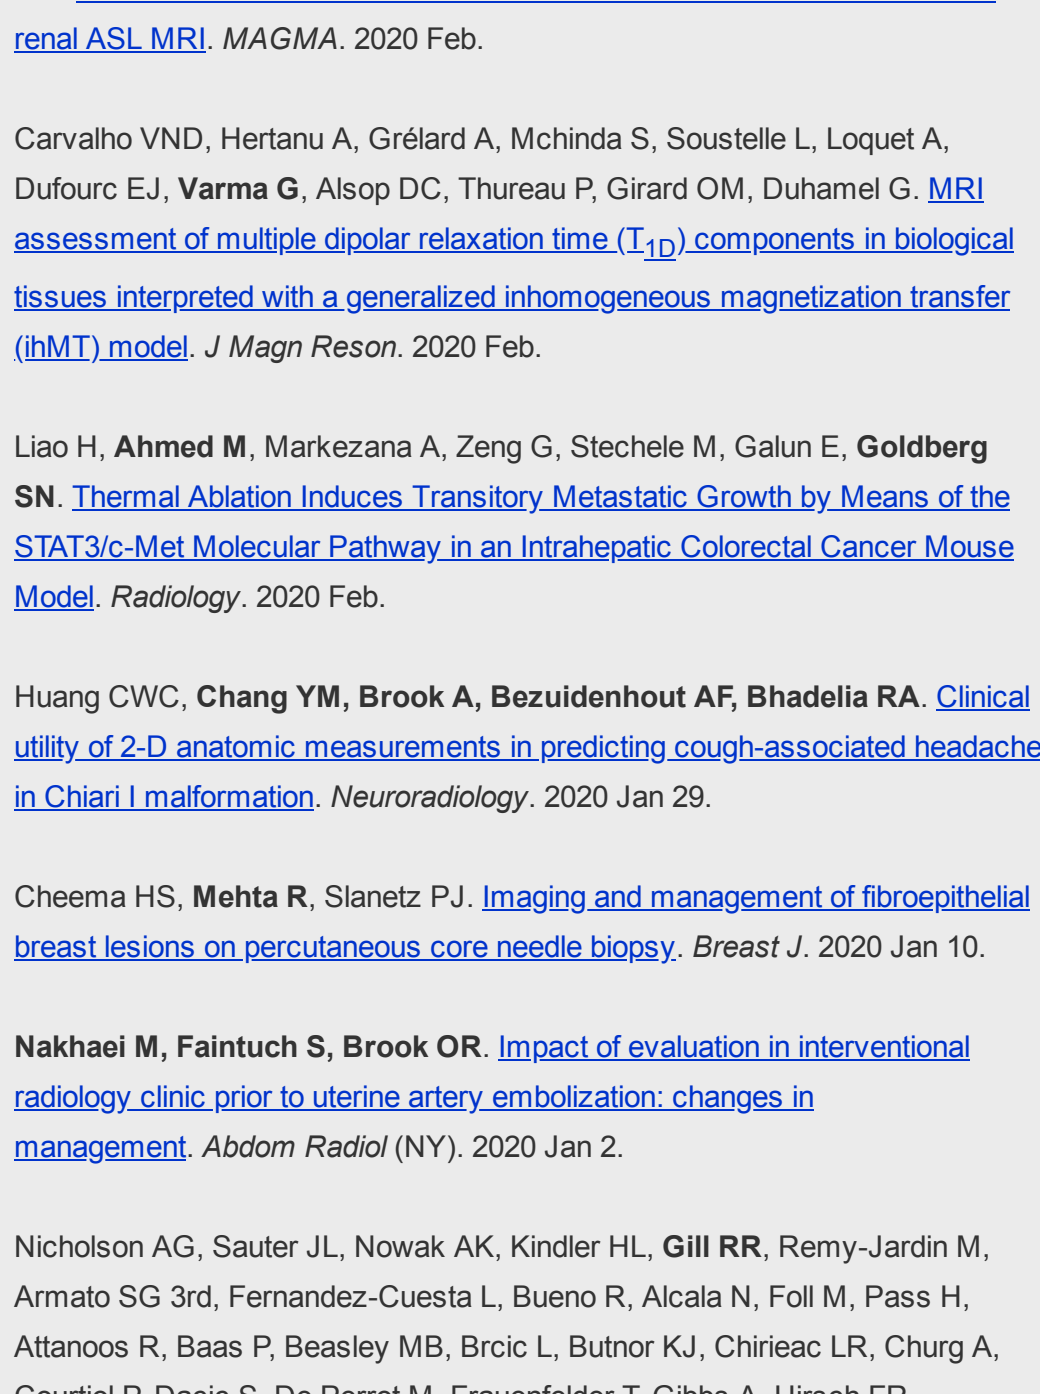 renal ASL MRI. MAGMA. 2020 Feb.
Carvalho VND, Hertanu A, Grélard A, Mchinda S, Soustelle L, Loquet A,
Dufourc EJ, Varma G, Alsop DC, Thureau P, Girard OM, Duhamel G. MRI
assessment of multiple dipolar relaxation time (T1D) components in biological
tissues interpreted with a generalized inhomogeneous magnetization transfer
(ihMT) model. J Magn Reson. 2020 Feb.
Liao H, Ahmed M, Markezana A, Zeng G, Stechele M, Galun E, Goldberg
SN. Thermal Ablation Induces Transitory Metastatic Growth by Means of the
STAT3/c-Met Molecular Pathway in an Intrahepatic Colorectal Cancer Mouse
Model. Radiology. 2020 Feb.
Huang CWC, Chang YM, Brook A, Bezuidenhout AF, Bhadelia RA. Clinical
utility of 2-D anatomic measurements in predicting cough-associated headache
in Chiari I malformation. Neuroradiology. 2020 Jan 29.
Cheema HS, Mehta R, Slanetz PJ. Imaging and management of fibroepithelial
breast lesions on percutaneous core needle biopsy. Breast J. 2020 Jan 10.
Nakhaei M, Faintuch S, Brook OR. Impact of evaluation in interventional
radiology clinic prior to uterine artery embolization: changes in
management. Abdom Radiol (NY). 2020 Jan 2.
Nicholson AG, Sauter JL, Nowak AK, Kindler HL, Gill RR, Remy-Jardin M,
Armato SG 3rd, Fernandez-Cuesta L, Bueno R, Alcala N, Foll M, Pass H,
Attanoos R, Baas P, Beasley MB, Brcic L, Butnor KJ, Chirieac LR, Churg A,
Courtiol P, Dacic S, De Perrot M, Frauenfelder T, Gibbs A, Hirsch FR,